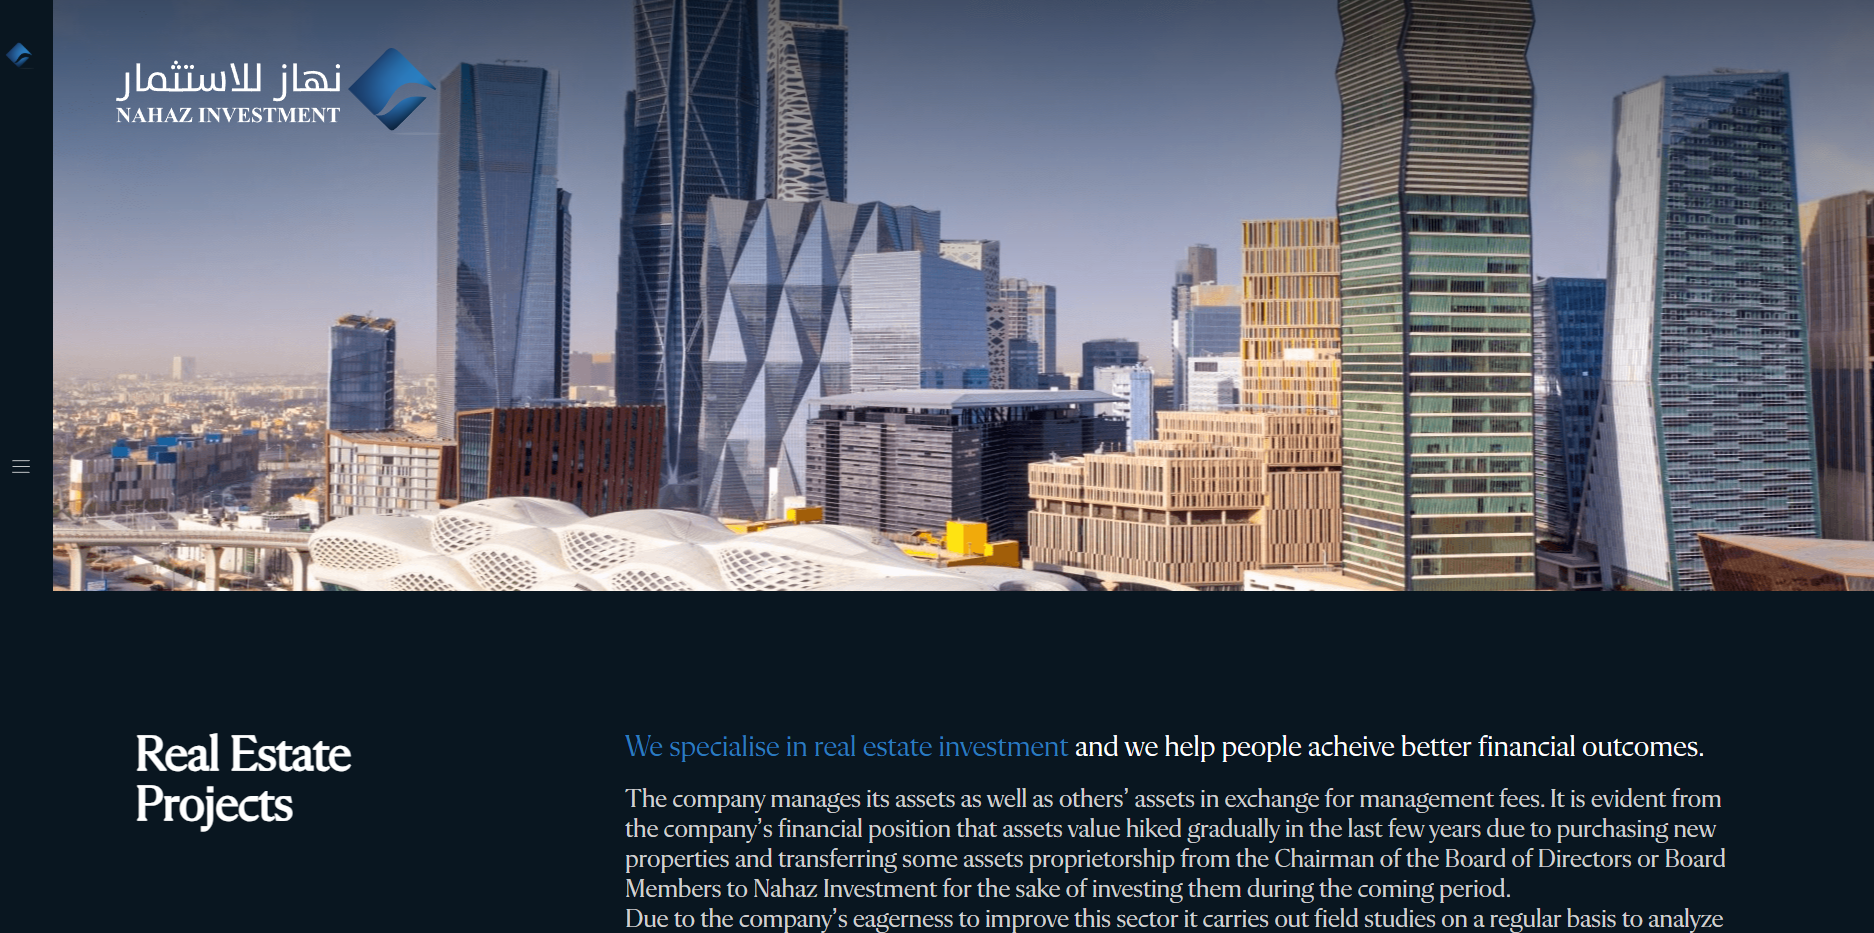 نهاز للاستثمار
NAHAZ INVESTMENT
Real Estate
Projects
We specialise in real estate investment and we help people acheive better financial outcomes.
The company manages its assets as well as others’ assets in exchange for management fees. It is evident from
the company’s financial position that assets value hiked gradually in the last few years due to purchasing new
properties and transferring some assets proprietorship from the Chairman of the Board of Directors or Board
Members to Nahaz Investment for the sake of investing them during the coming period.
Due to the company’s eagerness to improve this sector it carries out field studies on a regular basis to analyze